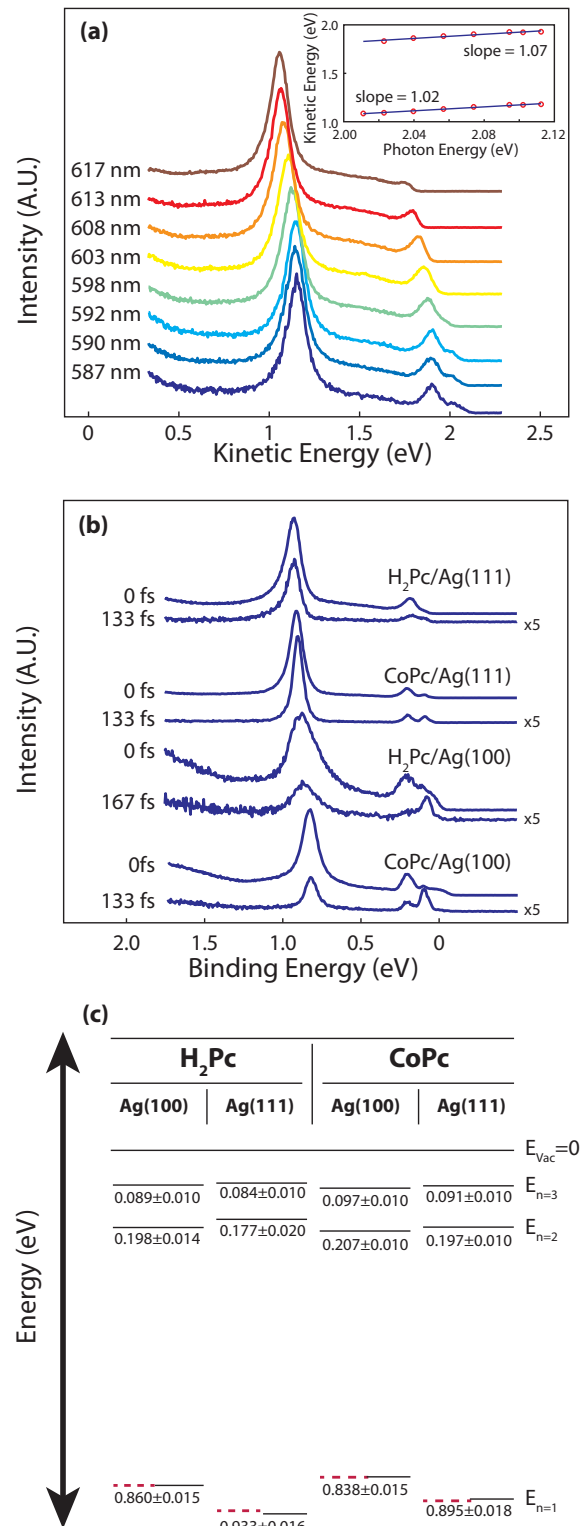 (a)
Intensity (A.U.)
617 nm
613 nm
608 nm
603 nm
598 nm
592 nm
590 nm
587 nm
Kinetic Energy (eV)
2.0
1.5
1.0
slope = 1.07
slope = 1.02
2.00 2.04 2.08 2.12
Photon Energy (eV)
0 0.5 1.0 1.5 2.0 2.5
Kinetic Energy (eV)
(b)
Intensity (A.U.)
H2Pc/Ag(111)
0 fs
133 fs
x5
CoPc/Ag(111)
0 fs
133 fs
x5
H2Pc/Ag(100)
0 fs
167 fs
x5
CoPc/Ag(100)
0fs
133 fs
x5
2.0 1.5 1.0 0.5 0
Binding Energy (eV)
(c)
Energy (eV)
H2Pc CoPc
Ag(100) Ag(111) Ag(100) Ag(111)
EVac=0
En=3
0.089±0.010 0.084±0.010 0.097±0.010 0.091±0.010
En=2
0.198±0.014 0.177±0.020 0.207±0.010 0.197±0.010
0.860±0.015 0.838±0.015
0.895±0.018 En=1
0.933±0.016